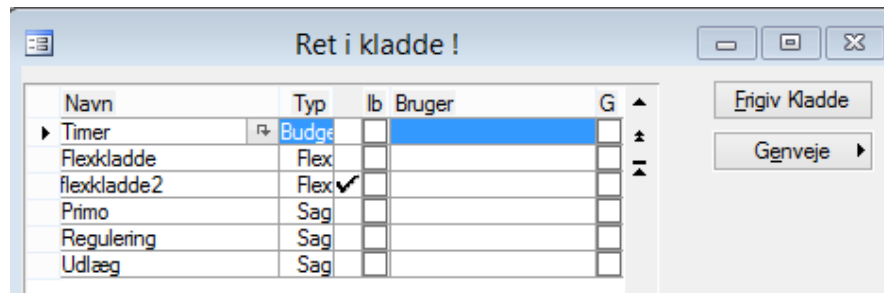 Ret i kladde !
Navn Typ Ib Bruger G
Timer Budge
Flexkladde Flex
flexkladde2 Flex
Primo Sag
Regulering Sag
Udlæg Sag
Frigiv Kladde
Genveje